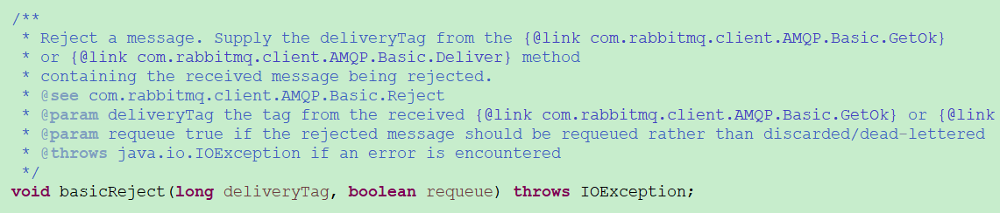 /**
 * Reject a message. Supply the deliveryTag from the {@link com.rabbitmq.client.AMQP.Basic.GetOk}
 * or {@link com.rabbitmq.client.AMQP.Basic.Deliver} method
 * containing the received message being rejected.
 * @see com.rabbitmq.client.AMQP.Basic.Reject
 * @param deliveryTag the tag from the received {@link com.rabbitmq.client.AMQP.Basic.GetOk} or {@link
 * @param requeue true if the rejected message should be requeued rather than discarded/dead-lettered
 * @throws java.io.IOException if an error is encountered
 */
void basicReject(long deliveryTag, boolean requeue) throws IOException;